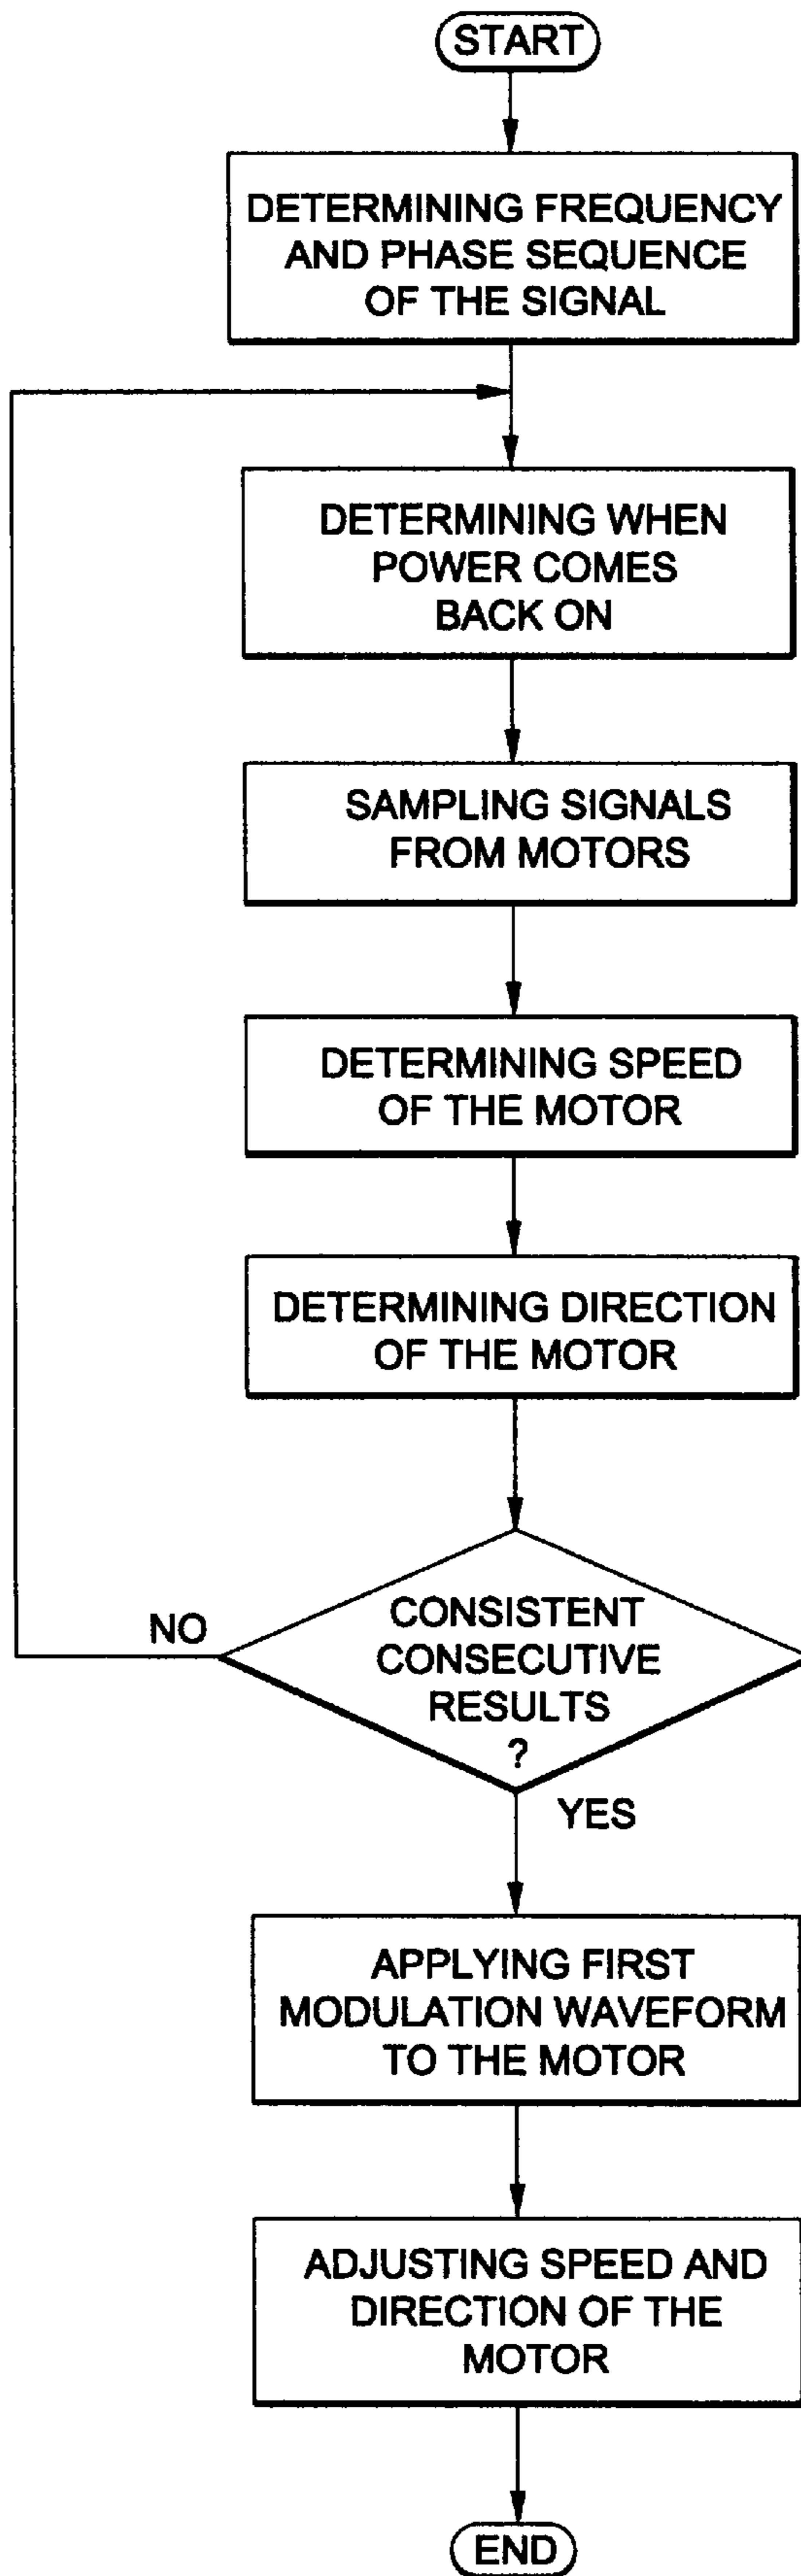 START
DETERMINING FREQUENCY
AND PHASE SEQUENCE
OF THE SIGNAL
DETERMINING WHEN
POWER COMES
BACK ON
SAMPLING SIGNALS
FROM MOTORS
DETERMINING SPEED
OF THE MOTOR
DETERMINING DIRECTION
OF THE MOTOR
NO
CONSISTENT
CONSECUTIVE
RESULTS
?
YES
APPLYING FIRST
MODULATION WAVEFORM
TO THE MOTOR
ADJUSTING SPEED AND
DIRECTION OF THE
MOTOR
END